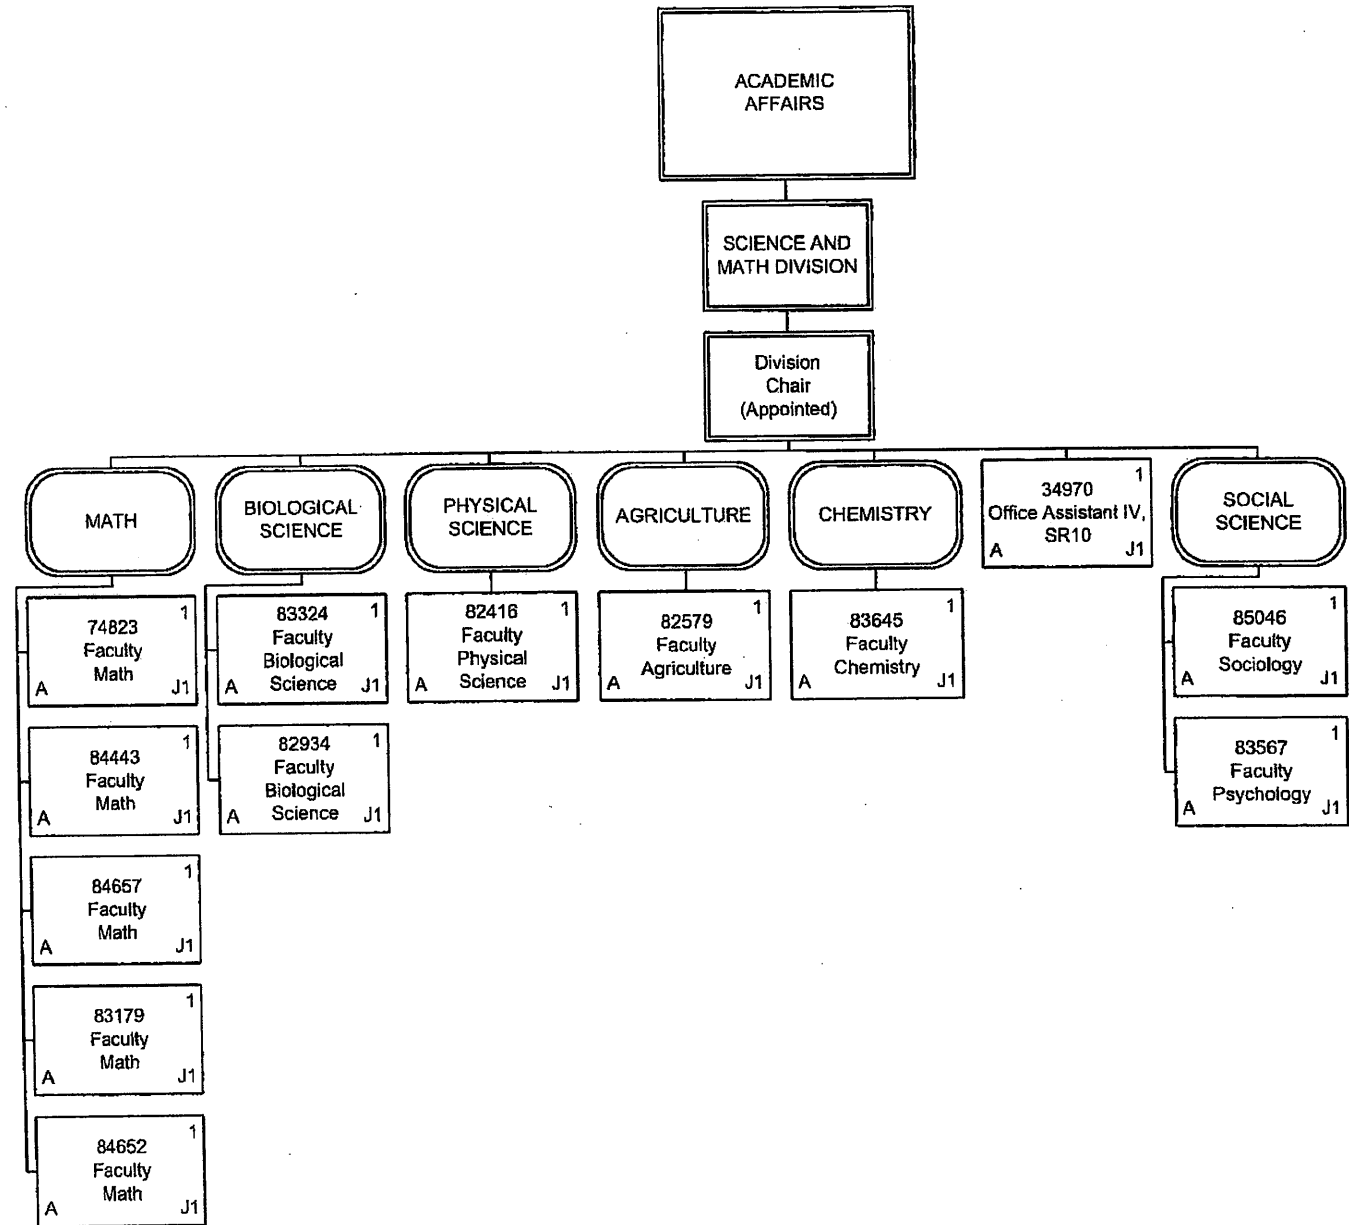 ACADEMIC
AFFAIRS
SCIENCE AND
MATH DIVISION
Division
Chair
(Appointed)
MATH
BIOLOGICAL
SCIENCE
PHYSICAL
SCIENCE
AGRICULTURE
CHEMISTRY
1
34970
Office Assistant IV,
SR10
A J1
SOCIAL
SCIENCE
74823 1
Faculty
Math
A J1
84443 1
Faculty
Math
A J1
84657 1
Faculty
Math
A J1
83179 1
Faculty
Math
A J1
84652 1
Faculty
Math
A J1
83324 1
Faculty
Biological
Science
A J1
82934 1
Faculty
Biological
Science
A J1
82416 1
Faculty
Physical
Science
A J1
82579 1
Faculty
Agriculture
A J1
83645 1
Faculty
Chemistry
A J1
85046 1
Faculty
Sociology
A J1
83567 1
Faculty
Psychology
A J1